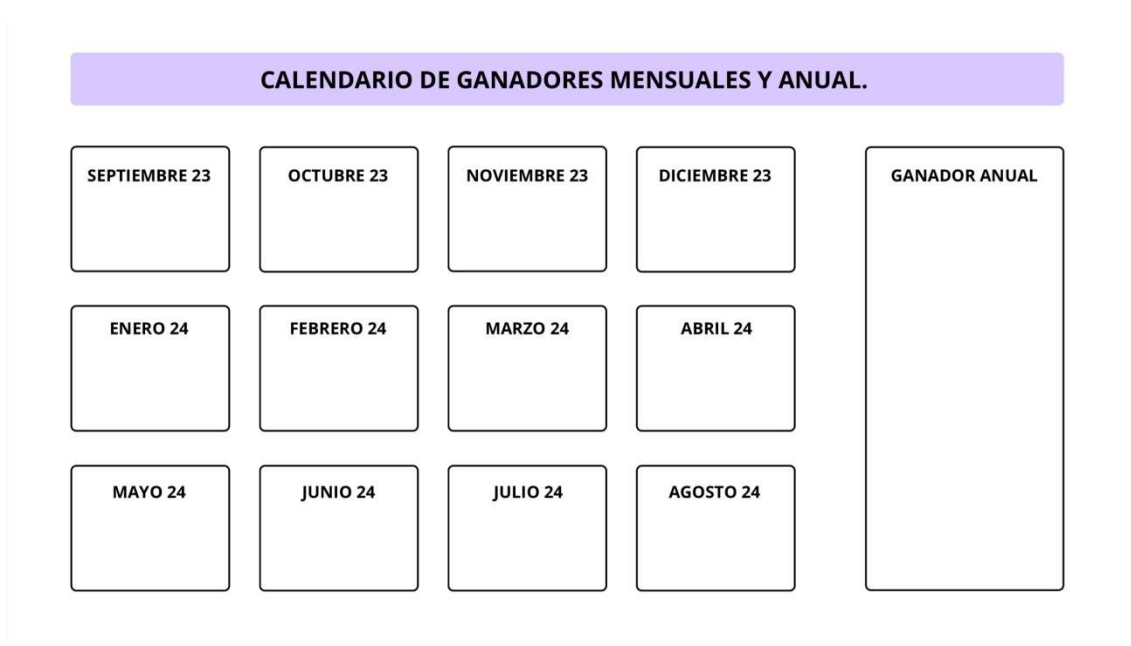 CALENDARIO DE GANADORES MENSUALES Y ANUAL.
SEPTIEMBRE 23
OCTUBRE 23
NOVIEMBRE 23
DICIEMBRE 23
GANADOR ANUAL
ENERO 24
FEBRERO 24
MARZO 24
ABRIL 24
MAYO 24
JUNIO 24
JULIO 24
AGOSTO 24